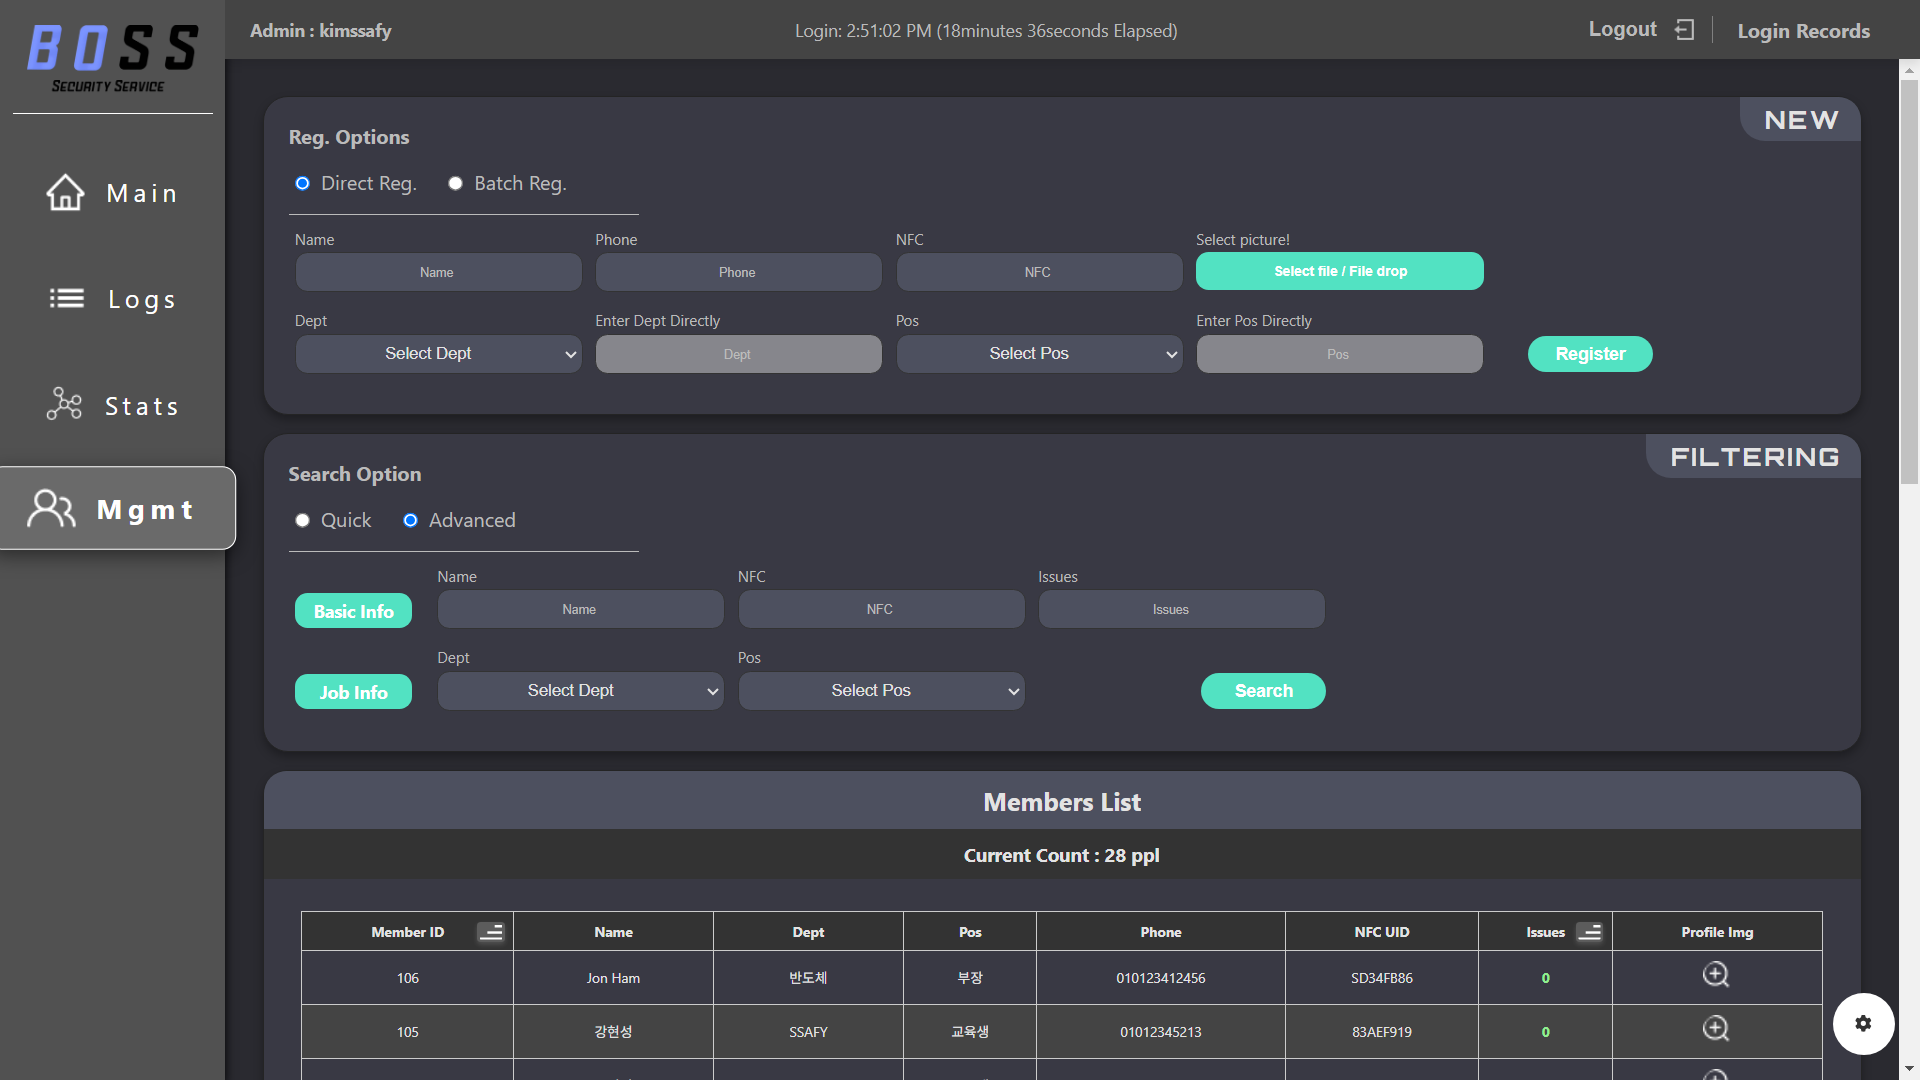 BOSS
SECURITY SERVICE
Admin : kimssafy
Login: 2:51:02 PM (18minutes 36seconds Elapsed)
Logout
Login Records
Main
Logs
Stats
Mgmt
NEW
Reg. Options
Direct Reg.
Batch Reg.
Name
Phone
NFC
Select picture!
Name
Phone
NFC
Select file / File drop
Dept
Enter Dept Directly
Pos
Enter Pos Directly
Select Dept
Dept
Select Pos
Pos
Register
FILTERING
Search Option
Quick
Advanced
Name
NFC
Issues
Basic Info
Name
NFC
Issues
Dept
Pos
Job Info
Select Dept
Select Pos
Search
Members List
Current Count : 28 ppl
Member ID
Name
Dept
Pos
Phone
NFC UID
Issues
Profile Img
106
Jon Ham
반도체
부장
010123412456
SD34FB86
0
105
강현성
SSAFY
교육생
01012345213
83AEF919
0